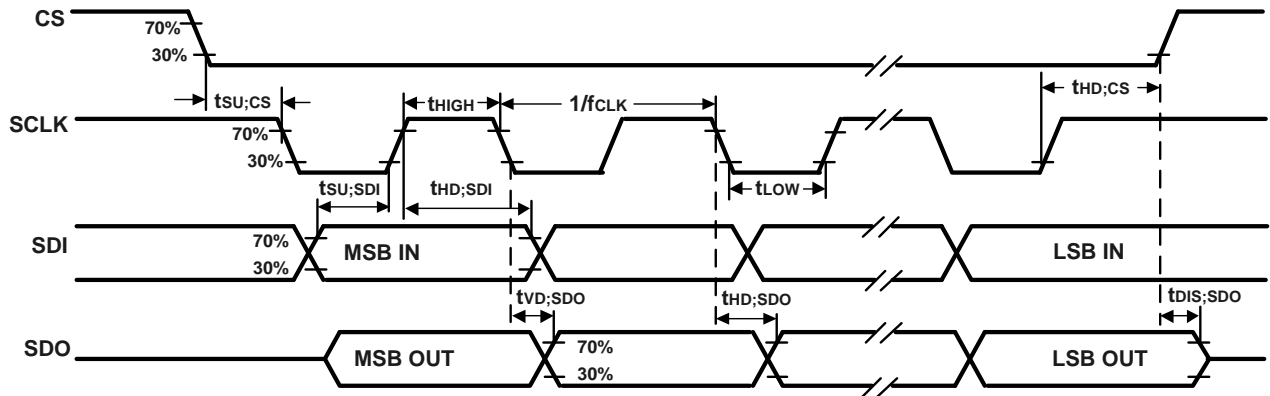 CS
70%
30%
tSU;CS
tHIGH
1/fCLK
tHD;CS
SCLK
70%
30%
tSU;SDI
tHD;SDI
tLOW
SDI
70%
30%
MSB IN
LSB IN
tVD;SDO
tHD;SDO
tDIS;SDO
SDO
MSB OUT
70%
30%
LSB OUT